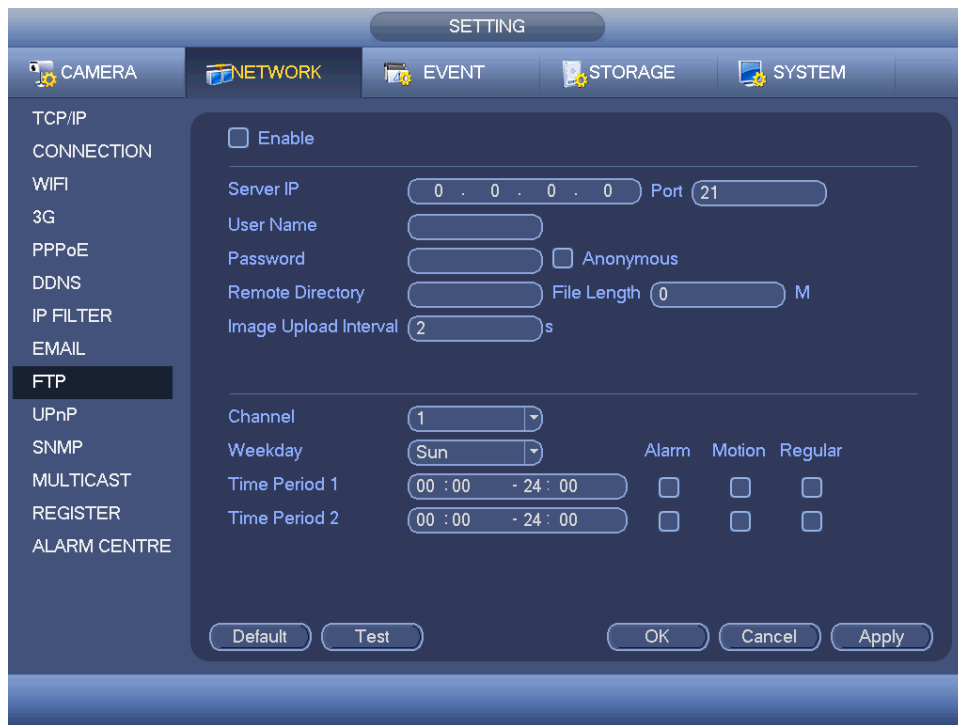 SETTING
CAMERA NETWORK EVENT STORAGE SYSTEM
TCP/IP
CONNECTION
WIFI
3G
PPPoE
DDNS
IP FILTER
EMAIL
FTP
UPnP
SNMP
MULTICAST
REGISTER
ALARM CENTRE
Enable
Server IP 0 . 0 . 0 . 0 Port 21
User Name
Password Anonymous
Remote Directory File Length 0 M
Image Upload Interval 2 s
Channel 1
Weekday Sun Alarm Motion Regular
Time Period 1 00 : 00 - 24 : 00
Time Period 2 00 : 00 - 24 : 00
Default Test OK Cancel Apply